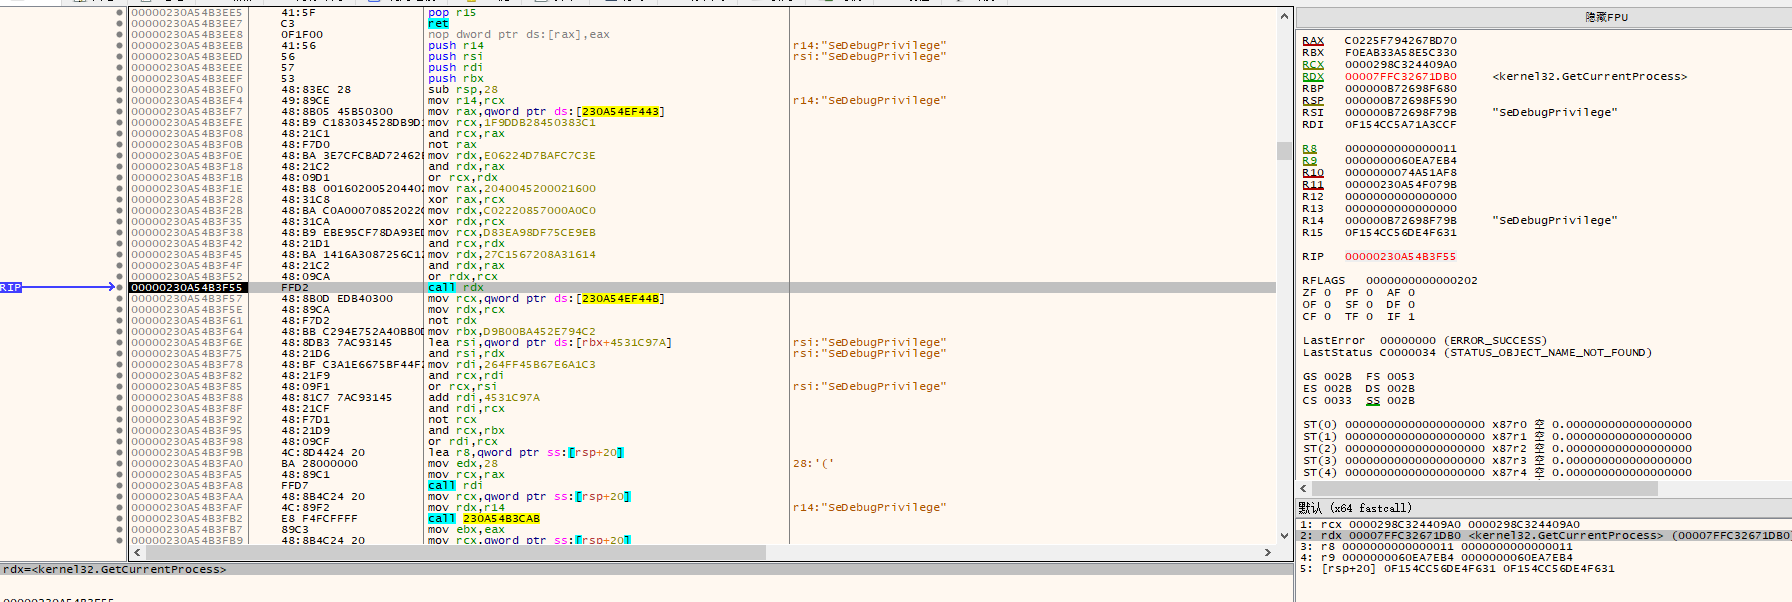 00000230A54B3EE5 41:5F pop r15
00000230A54B3EE7 C3 ret
00000230A54B3EE8 0F1F00 nop dword ptr ds:[rax],eax
00000230A54B3EEB 41:56 push r14 r14:"SeDebugPrivilege"
00000230A54B3EED 56 push rsi rsi:"SeDebugPrivilege"
00000230A54B3EEE 57 push rdi
00000230A54B3EEF 53 push rbx
00000230A54B3EF0 48:83EC 28 sub rsp,28
00000230A54B3EF4 49:89CE mov r14,rcx r14:"SeDebugPrivilege"
00000230A54B3EF7 48:8B05 45B50300 mov rax,qword ptr ds:[230A54EF443]
00000230A54B3EFE 48:B9 C183034528DB9D mov rcx,1F9DDB28450383C1
00000230A54B3F08 48:21C1 and rcx,rax
00000230A54B3F0B 48:F7D0 not rax
00000230A54B3F0E 48:BA 3E7CFCBAD72462 mov rdx,E06224D7BAFC7C3E
00000230A54B3F18 48:21C2 and rdx,rax
00000230A54B3F1B 48:09D1 or rcx,rdx
00000230A54B3F1E 48:B8 00160200520440 mov rax,2040045200021600
00000230A54B3F28 48:31C8 xor rax,rcx
00000230A54B3F2B 48:BA C0A00070852022 mov rdx,C02220857000A0C0
00000230A54B3F35 48:31CA xor rdx,rcx
00000230A54B3F38 48:B9 EBE95CF78DA93E mov rcx,D83EA98DF75CE9EB
00000230A54B3F42 48:21D1 and rcx,rdx
00000230A54B3F45 48:BA 1416A3087256C1 mov rdx,27C1567208A31614
00000230A54B3F4F 48:21C2 and rdx,rax
00000230A54B3F52 48:09CA or rdx,rcx
RIP 00000230A54B3F55 FFD2 call rdx
00000230A54B3F57 48:8B0D EDB40300 mov rcx,qword ptr ds:[230A54EF44B]
00000230A54B3F5E 48:89CA mov rdx,rcx
00000230A54B3F61 48:F7D2 not rdx
00000230A54B3F64 48:BB C294E752A40BB0 mov rbx,D9B00BA452E794C2
00000230A54B3F6E 48:8DB3 7AC93145 lea rsi,qword ptr ds:[rbx+4531C97A] rsi:"SeDebugPrivilege"
00000230A54B3F75 48:21D6 and rsi,rdx rsi:"SeDebugPrivilege"
00000230A54B3F78 48:BF C3A1E6675BF44F mov rdi,264FF45B67E6A1C3
00000230A54B3F82 48:21F9 and rcx,rdi
00000230A54B3F85 48:09F1 or rcx,rsi rsi:"SeDebugPrivilege"
00000230A54B3F88 48:81C7 7AC93145 add rdi,4531C97A
00000230A54B3F8F 48:21CF and rdi,rcx
00000230A54B3F92 48:F7D1 not rcx
00000230A54B3F95 48:21D9 and rcx,rbx
00000230A54B3F98 48:09CF or rdi,rcx
00000230A54B3F9B 4C:8D4424 20 lea r8,qword ptr ss:[rsp+20]
00000230A54B3FA0 BA 28000000 mov edx,28 28:'('
00000230A54B3FA5 48:89C1 mov rcx,rax
00000230A54B3FA8 FFD7 call rdi
00000230A54B3FAA 48:8B4C24 20 mov rcx,qword ptr ss:[rsp+20]
00000230A54B3FAF 4C:89F2 mov rdx,r14 r14:"SeDebugPrivilege"
00000230A54B3FB2 E8 F4FCFFFF call 230A54B3CAB
00000230A54B3FB7 89C3 mov ebx,eax
00000230A54B3FB9 48:8B4C24 20 mov rcx,qword ptr ss:[rsp+20]
rdx=<kernel32.GetCurrentProcess>
00000230A54B3F55
隐藏FPU
RAX C0225F794267BD70
RBX F0EAB33A58E5C330
RCX 0000298C324409A0
RDX 00007FFC32671DB0 <kernel32.GetCurrentProcess>
RBP 000000B72698F680
RSP 000000B72698F590
RSI 000000B72698F79B "SeDebugPrivilege"
RDI 0F154CC5A71A3CCF
R8 0000000000000011
R9 0000000060EA7EB4
R10 0000000074A51AF8
R11 00000230A54F079B
R12 0000000000000000
R13 0000000000000000
R14 000000B72698F79B "SeDebugPrivilege"
R15 0F154CC56DE4F631
RIP 00000230A54B3F55
RFLAGS 0000000000000202
ZF 0 PF 0 AF 0
OF 0 SF 0 DF 0
CF 0 TF 0 IF 1
LastError 00000000 (ERROR_SUCCESS)
LastStatus C0000034 (STATUS_OBJECT_NAME_NOT_FOUND)
GS 002B FS 0053
ES 002B DS 002B
CS 0033 SS 002B
ST(0) 00000000000000000000 x87r0 空 0.000000000000000000
ST(1) 00000000000000000000 x87r1 空 0.000000000000000000
ST(2) 00000000000000000000 x87r2 空 0.000000000000000000
ST(3) 00000000000000000000 x87r3 空 0.000000000000000000
ST(4) 00000000000000000000 x87r4 空 0.000000000000000000
默认 (x64 fastcall)
1: rcx 0000298C324409A0 0000298C324409A0
2: rdx 00007FFC32671DB0 <kernel32.GetCurrentProcess> (00007FFC32671DB0
3: r8 0000000000000011 0000000000000011
4: r9 0000000060EA7EB4 0000000060EA7EB4
5: [rsp+20] 0F154CC56DE4F631 0F154CC56DE4F631